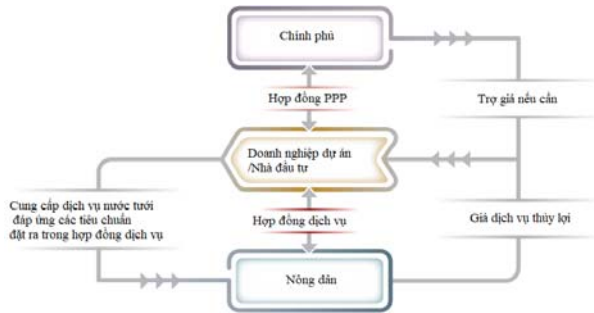 Chính phủ
Hợp đồng PPP
Trợ giá nếu cần
Doanh nghiệp dự án
/Nhà đầu tư
Cung cấp dịch vụ nước tưới
đáp ứng các tiêu chuẩn
đặt ra trong hợp đồng dịch vụ
Hợp đồng dịch vụ
Giá dịch vụ thủy lợi
Nông dân